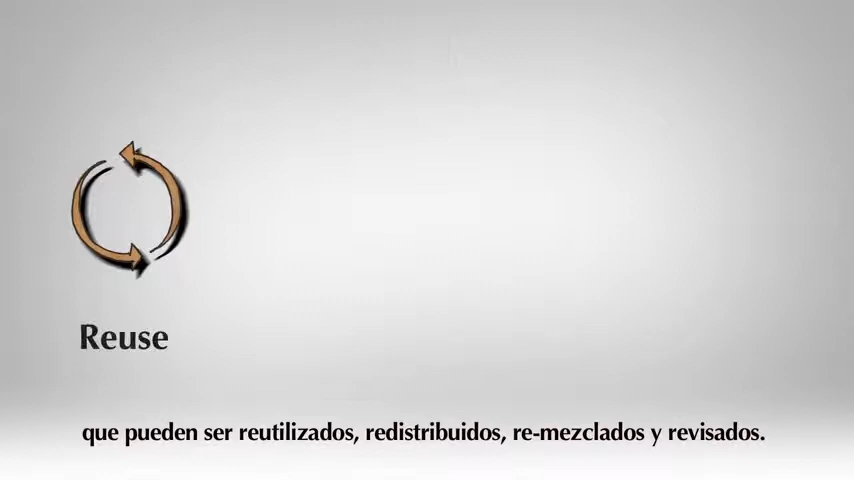 Reuse
que pueden ser reutilizados, redistribuidos, re-mezclados y revisados.